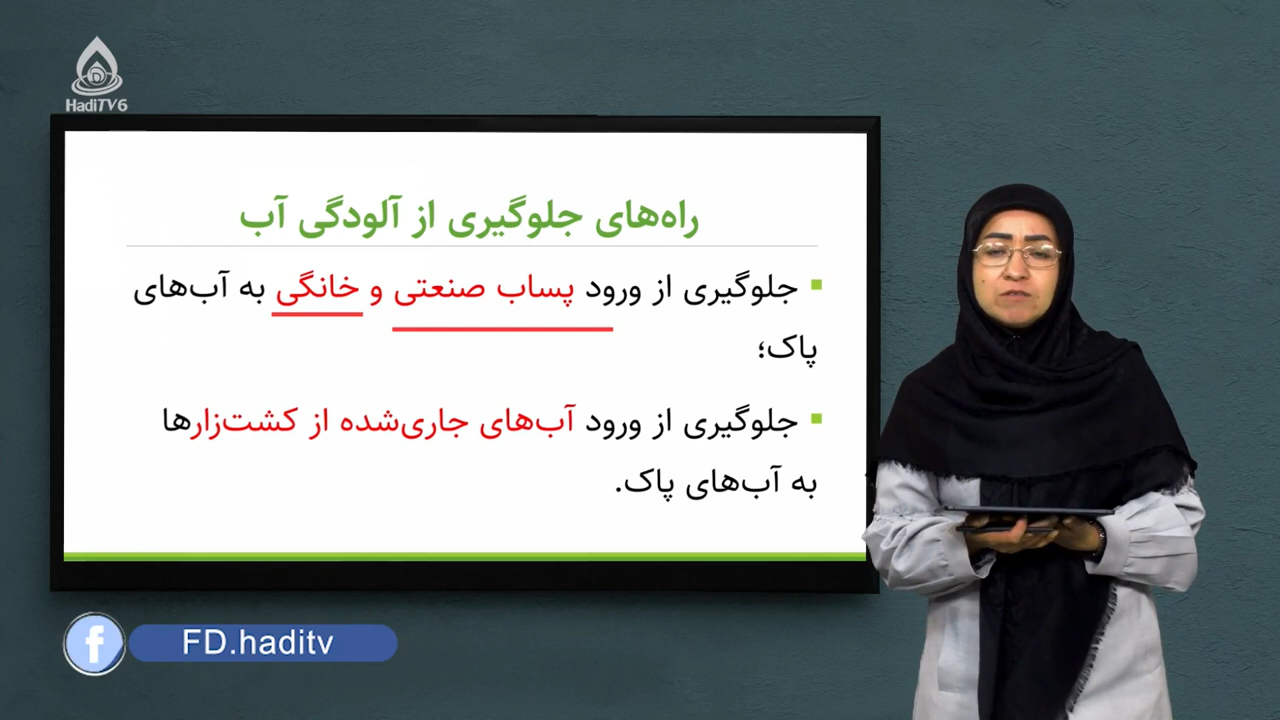 HadiTV6
راه‌های جلوگیری از آلودگی آب
جلوگیری از ورود پساب صنعتی و خانگی به آب‌های
پاک؛
جلوگیری از ورود آب‌های جاری‌شده از کشت‌زارها
به آب‌های پاک.
f FD.haditv